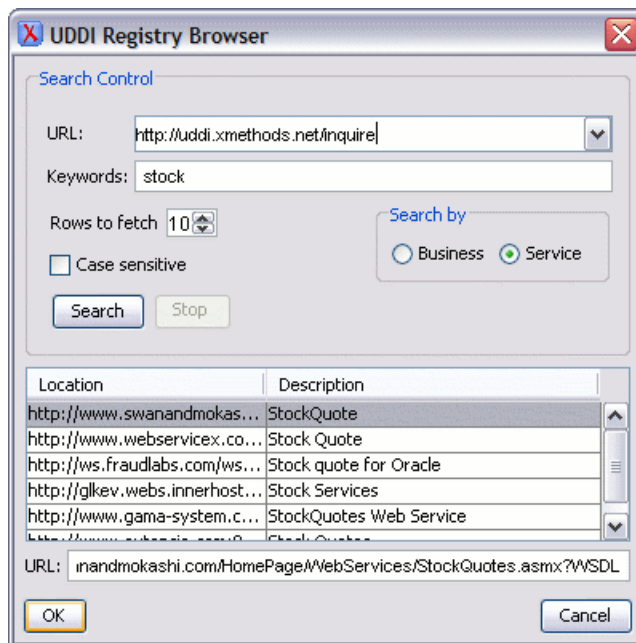 UDDI Registry Browser
Search Control
URL: http://uddi.xmethods.net/inquire
Keywords: stock
Rows to fetch 10
Search by
Business Service
Case sensitive
Search Stop
Location Description
http://www.swanandmokas... StockQuote
http://www.webservicex.co... Stock Quote
http://ws.fraudlabs.com/ws... Stock quote for Oracle
http://glkev.webs.innerhost... Stock Services
http://www.gama-system.c... StockQuotes Web Service
Stock Quotes
URL: nandmokashi.com/HomePage/WebServices/StockQuotes.asmx?WSDL
OK Cancel